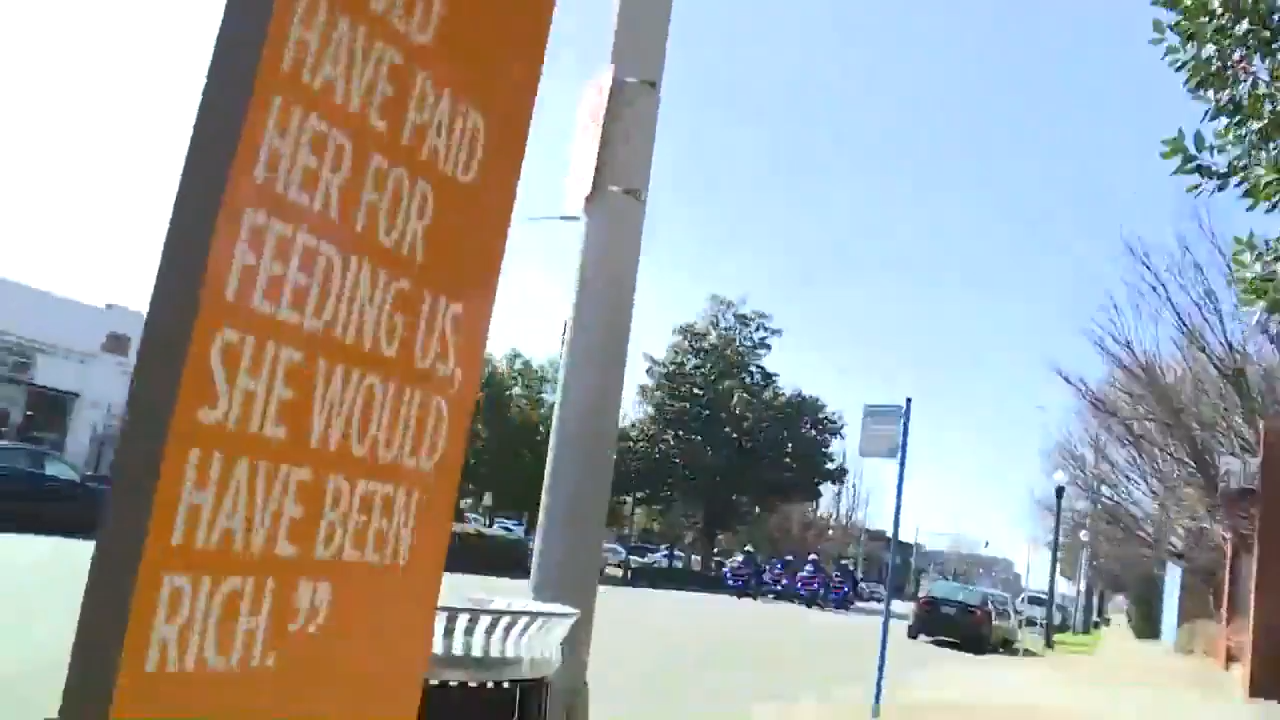 HAVE PAID
HER FOR
FEEDING US,
SHE WOULD
HAVE BEEN
RICH.”